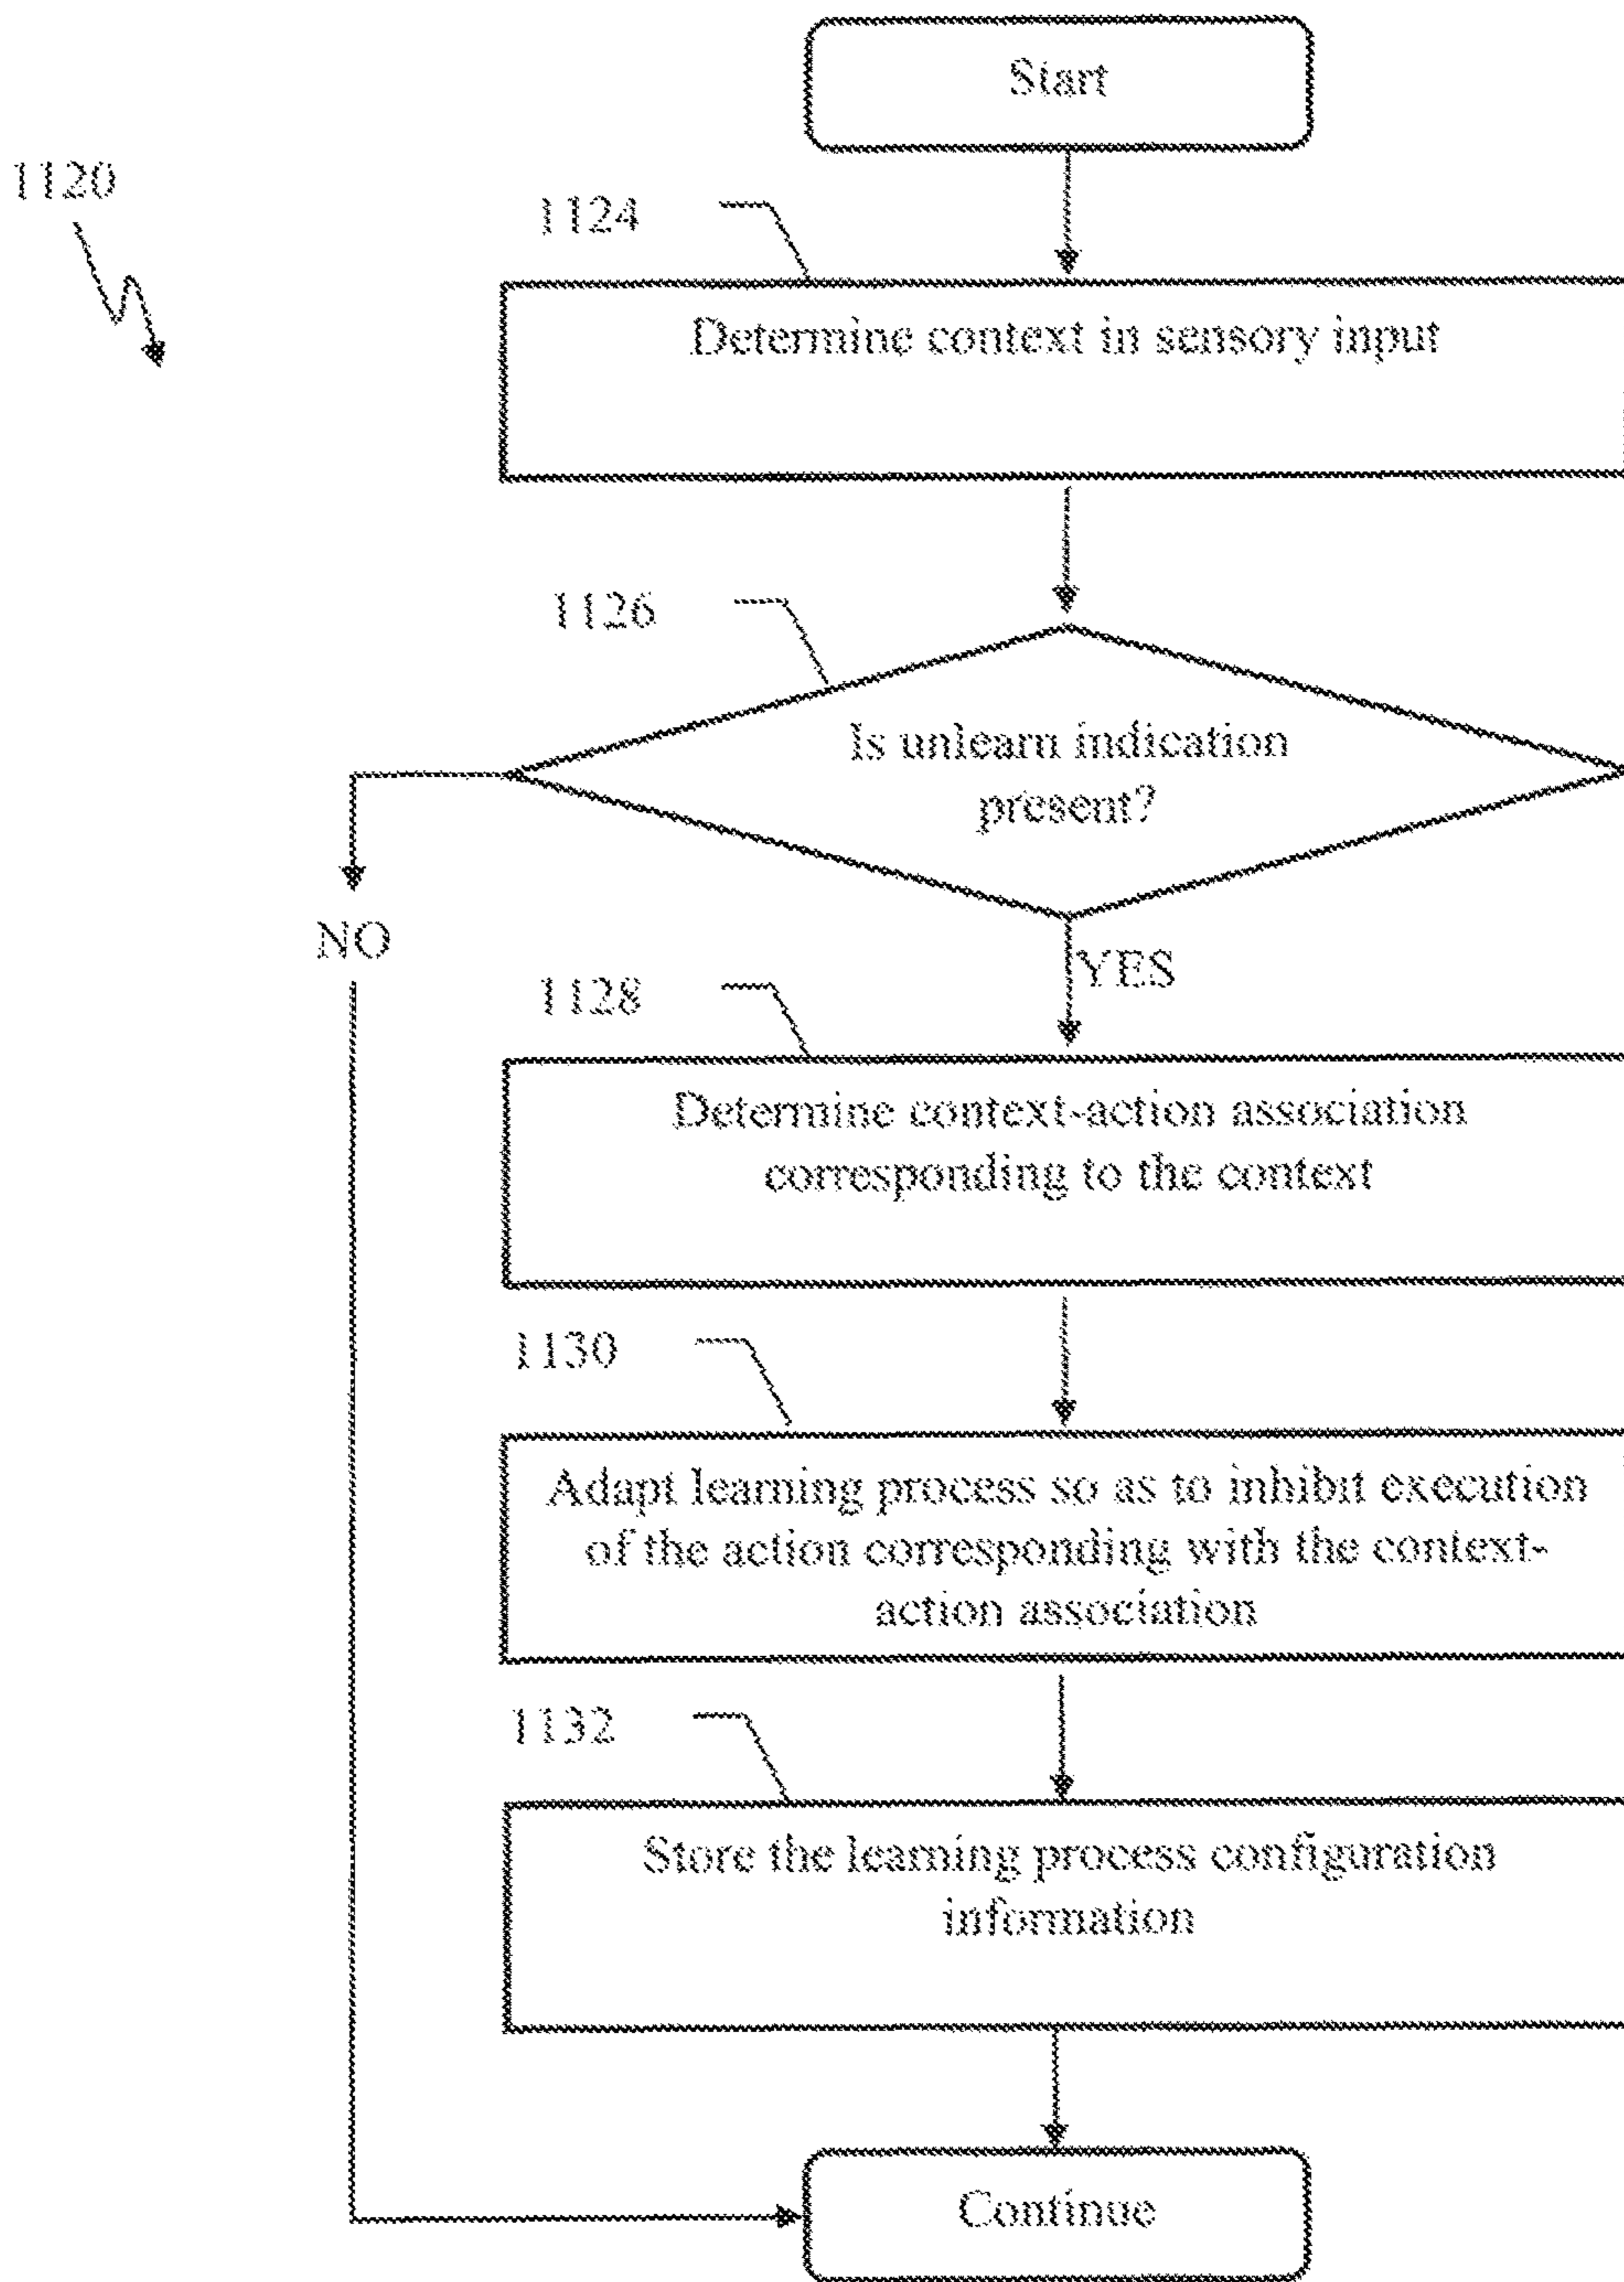 Start
1120
1124
Determine context in sensory input
1126
Is unlearn indication
present?
NO
YES
1128
Determine context-action association
corresponding to the context
1130
Adapt learning process so as to inhibit execution
of the action corresponding with the context-
action association
1132
Store the learning process configuration
information
Continue